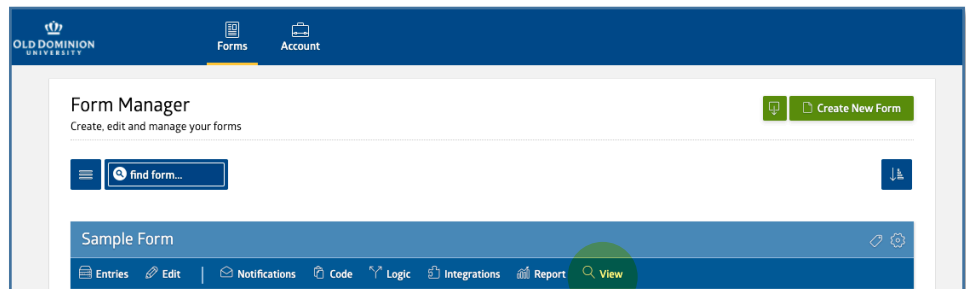 OLD DOMINION
UNIVERSITY
Forms
Account
Form Manager
Create, edit and manage your forms
Create New Form
find form...
Sample Form
Entries Edit | Notifications Code Logic Integrations Report View